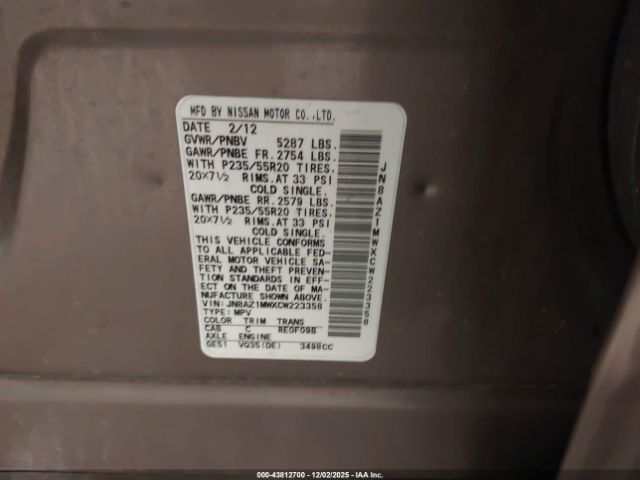 MFD BY NISSAN MOTOR CO.,LTD.
DATE 2/12
GVWR/PNBV 5287 LBS.
GAWR/PNBE FR. 2754 LBS.
WITH P235/55R20 TIRES.
20×7½ RIMS.AT 33 PSI
COLD SINGLE.
GAWR/PNBE RR. 2579 LBS.
WITH P235/55R20 TIRES.
20×7½ RIMS.AT 33 PSI
COLD SINGLE.
THIS VEHICLE CONFORMS
TO ALL APPLICABLE FED-
ERAL MOTOR VEHICLE SA-
FETY AND THEFT PREVEN-
TION STANDARDS IN EFF-
ECT ON THE DATE OF MA-
NUFACTURE SHOWN ABOVE.
VIN: JN8AZ1MWXCW223358
TYPE: MPV
COLOR TRIM TRANS
CAB C RE0F09B
AXLE ENGINE
GE51 VQ35(DE) 3498CC
JN8AZ1MWXCW223358
000-43812700 - 12/02/2025 - IAA Inc.